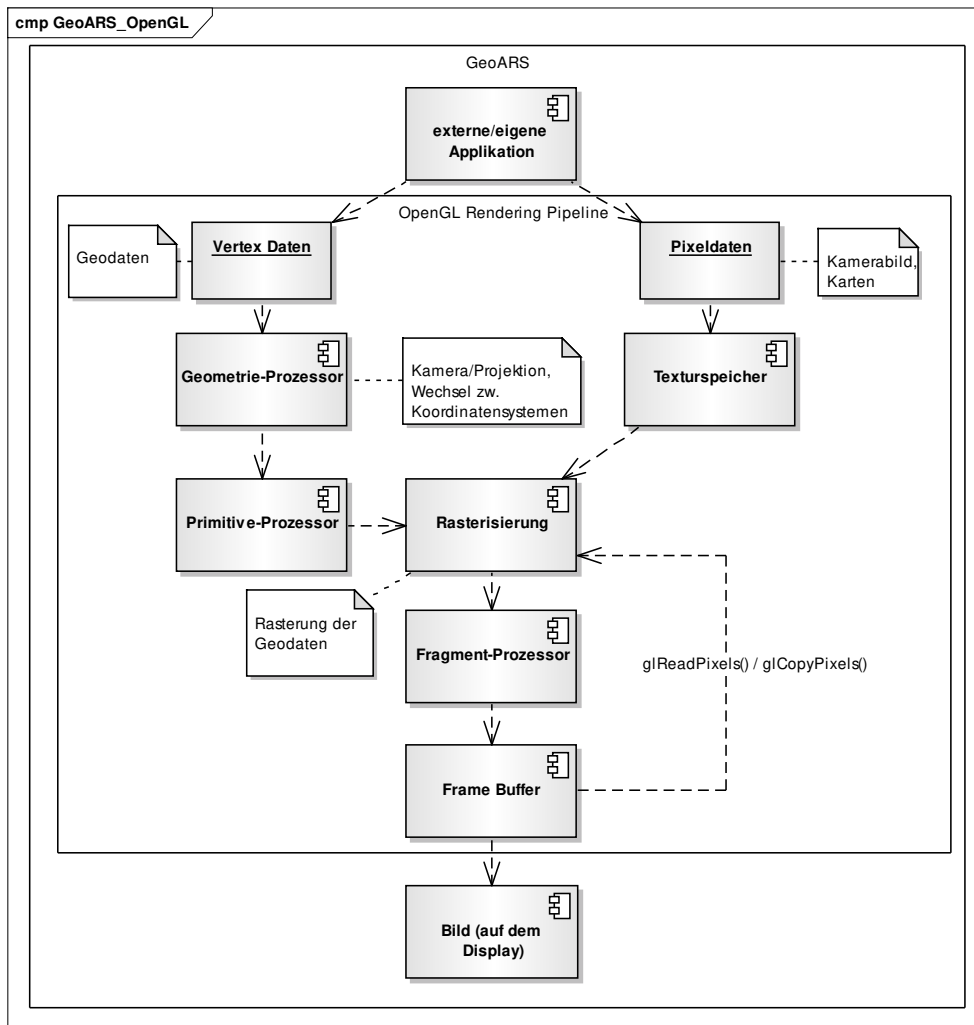 cmp GeoARS_OpenGL
GeoARS
externe/eigene
Applikation
OpenGL Rendering Pipeline
Geodaten
Vertex Daten
Pixeldaten
Kamerabild,
Karten
Geometrie-Prozessor
Kamera/Projektion,
Wechsel zw.
Koordinatensystemen
Texturspeicher
Primitive-Prozessor
Rasterisierung
Rasterung der
Geodaten
Fragment-Prozessor
glReadPixels() / glCopyPixels()
Frame Buffer
Bild (auf dem
Display)